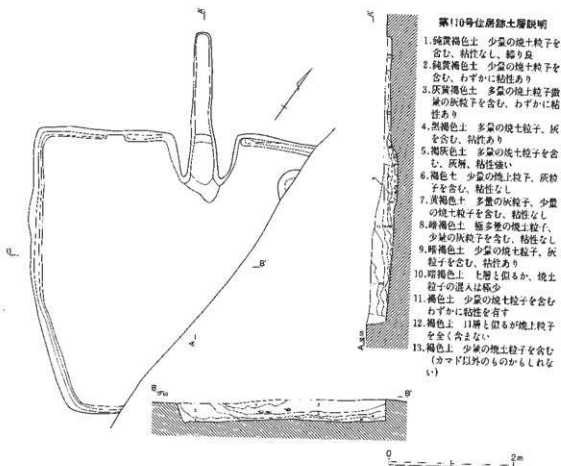 第110号住居跡土層説明
1.鈍黄褐色土 少量の焼土粒子を
含む、粘性なし、締り良
2.鈍黄褐色土 少量の焼土粒子を
含む、わずかに粘性あり
3.灰黄褐色土 多量の焼土粒子微
量の灰粒子を含む、わずかに粘
性あり
4.黒褐色土 多量の焼土粒子、灰
を含む、粘性あり
5.褐灰色土 多量の焼土粒子を含
む、灰層、粘性強い
6.褐色土 少量の焼土粒子、灰粒
子を含む、粘性なし
7.黄褐色土 多量の灰粒子、少量
の焼土粒子を含む、粘性なし
8.暗褐色土 極多量の焼土粒子、
少量の灰粒子を含む、粘性なし
9.暗褐色土 少量の焼土粒子、灰
粒子を含む、粘性あり
10.暗褐色土 上層と似るか、焼土
粒子の混入は極少
11.褐色土 少量の焼土粒子を含む
わずかに粘性を有す
12.褐色土 11層と似るが焼土粒子
を全く含まない
13.褐色土 少量の焼土粒子を含む
(カマド以外のものかもしれな
い)
A'
A'
B
B'
A
A
B
B'
0 2m